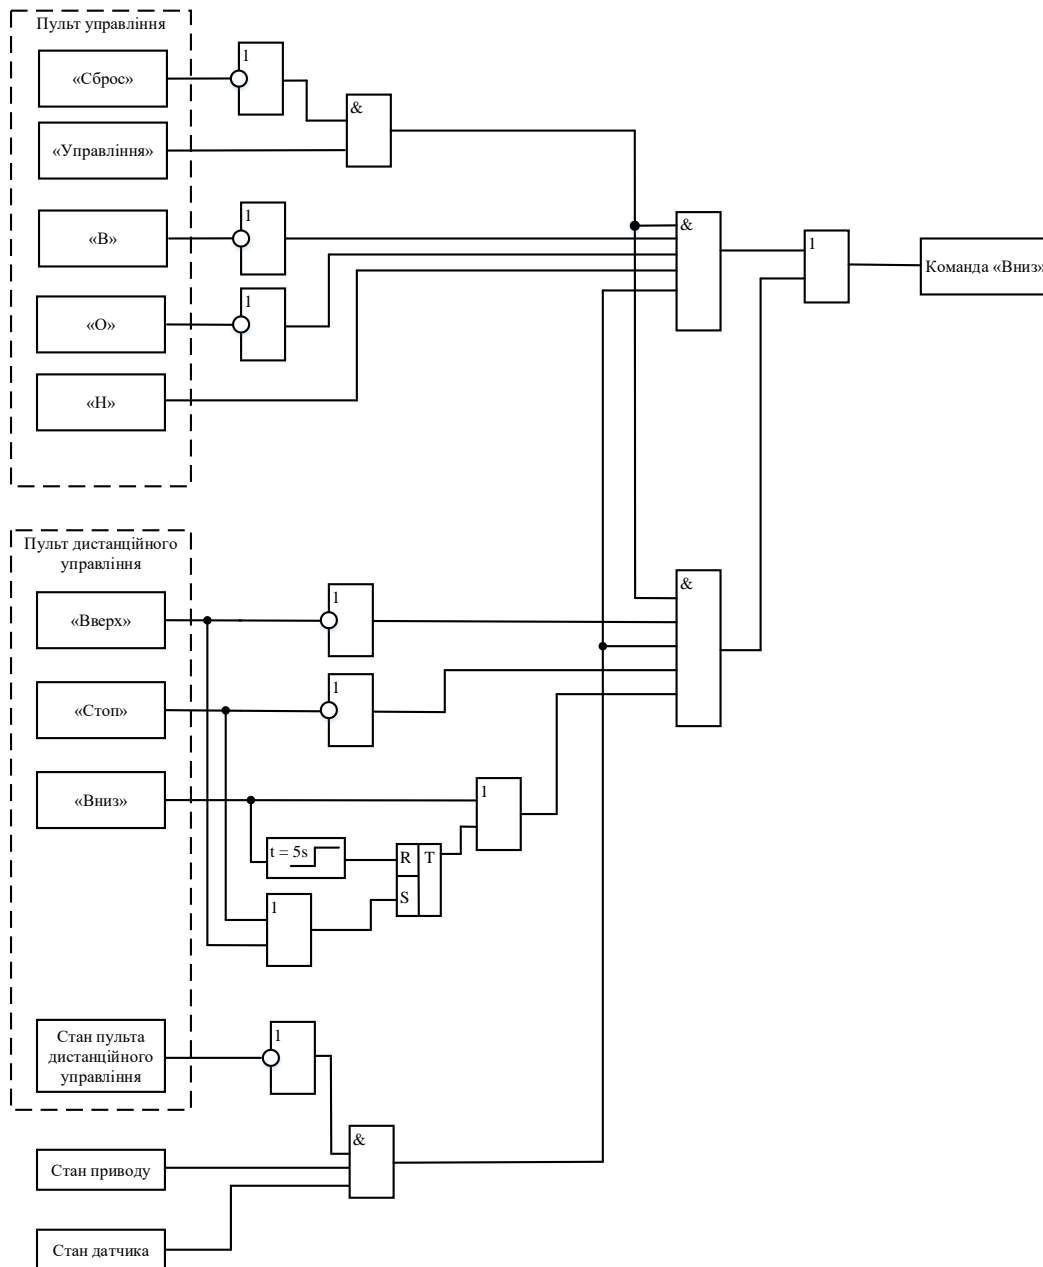 Пульт управління
«Сброс»
1
&
«Управління»
«В»
1
&
1
Команда «Вниз»
«О»
1
«Н»
Пульт дистанційного
управління
«Вверх»
1
&
«Стоп»
1
«Вниз»
1
t = 5s
R T
S
1
Стан пульта
дистанційного
управління
1
&
Стан приводу
Стан датчика